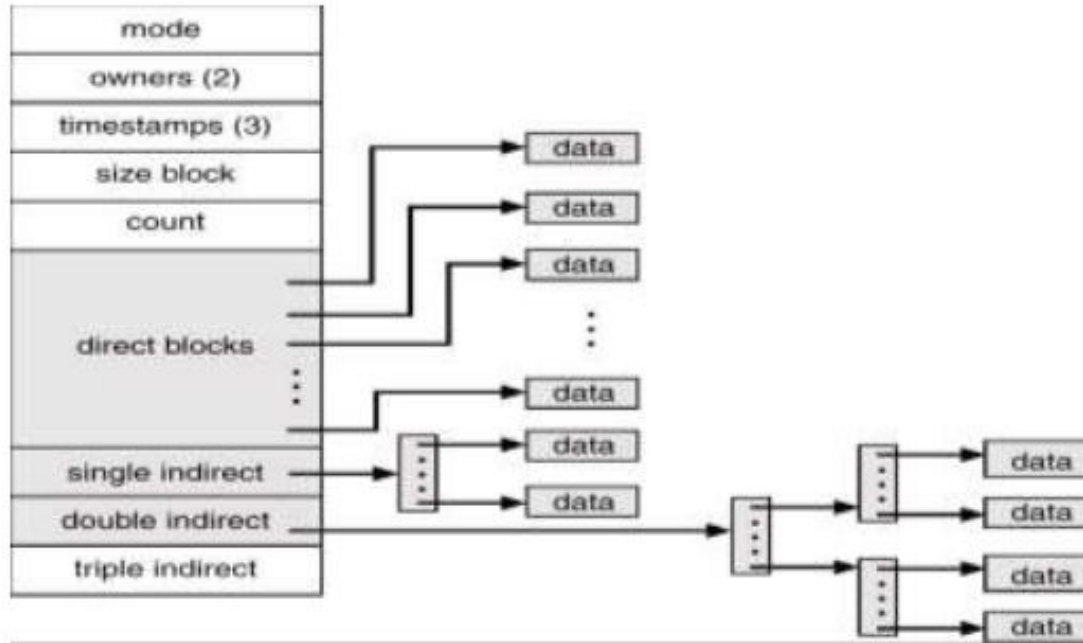 mode
owners (2)
timestamps (3)
size block
count
direct blocks
single indirect
double indirect
triple indirect
data
data
data
data
data
data
data
data
data
data